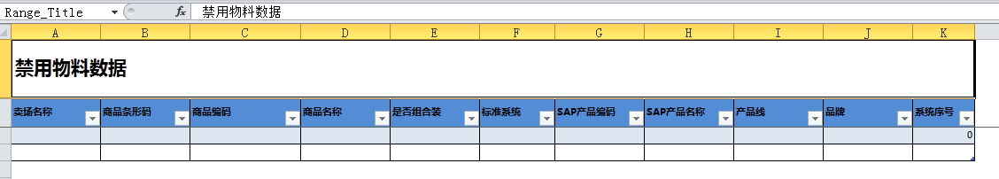 Range_Title fx 禁用物料数据
A B C D E F G H I J K
禁用物料数据
卖场名称 商品条形码 商品编码 商品名称 是否组合装 标准系统 SAP产品编码 SAP产品名称 产品线 品牌 系统序号
0